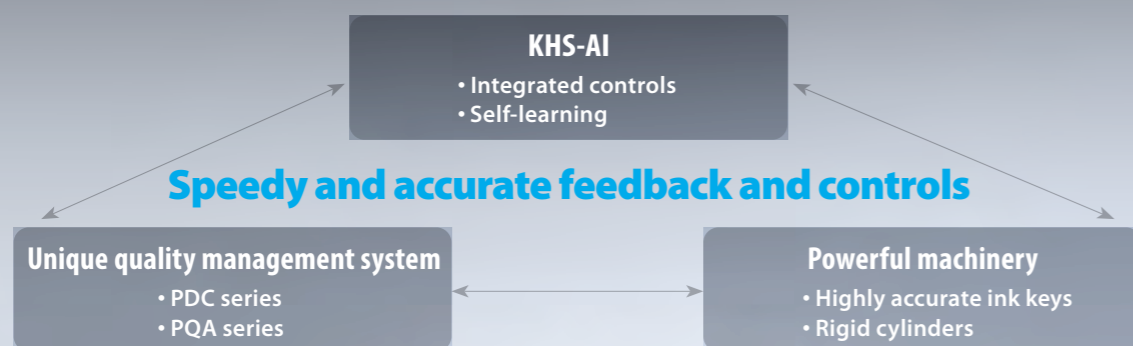 KHS-AI
• Integrated controls
• Self-learning
Speedy and accurate feedback and controls
Unique quality management system
• PDC series
• PQA series
Powerful machinery
• Highly accurate ink keys
• Rigid cylinders